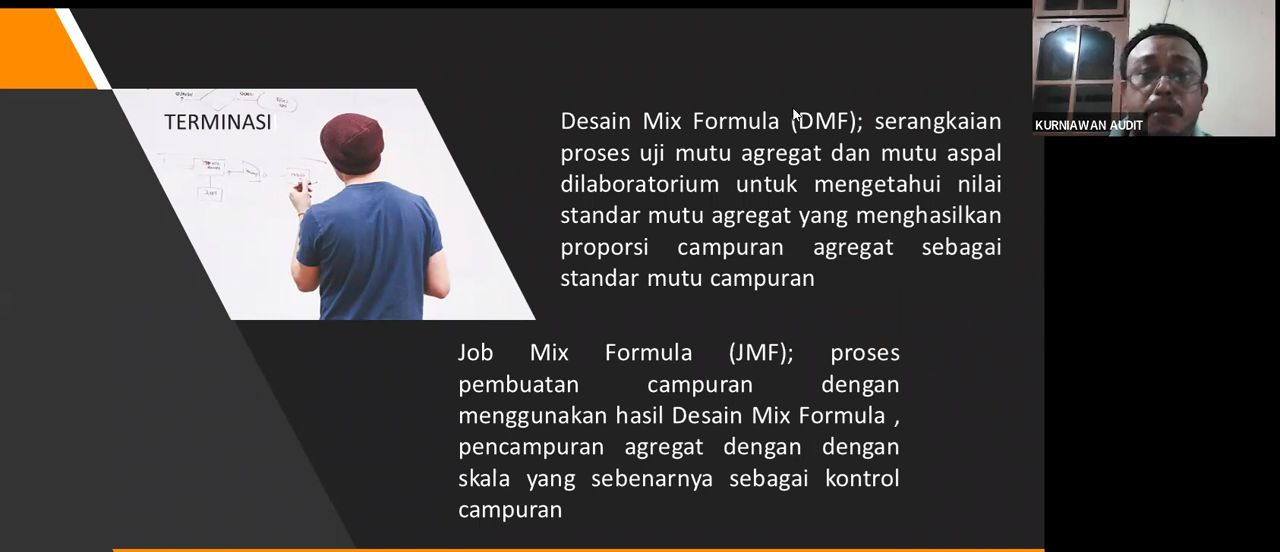 TERMINASI
Desain Mix Formula (DMF); serangkaian
proses uji mutu agregat dan mutu aspal
dilaboratorium untuk mengetahui nilai
standar mutu agregat yang menghasilkan
proporsi campuran agregat sebagai
standar mutu campuran
Job Mix Formula (JMF); proses
pembuatan campuran dengan
menggunakan hasil Desain Mix Formula ,
pencampuran agregat dengan dengan
skala yang sebenarnya sebagai kontrol
campuran
KURNIAWAN AUDIT